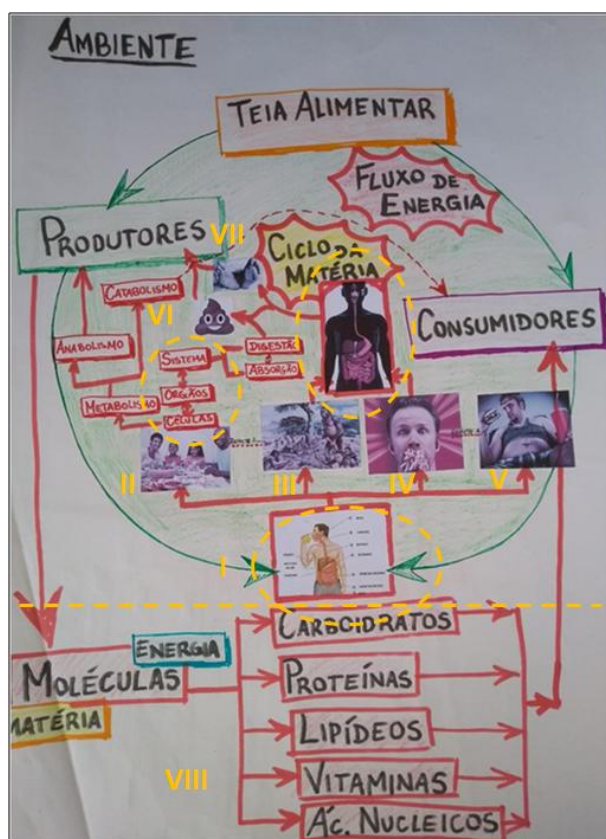 AMBIENTE
TEIA ALIMENTAR
FLUXO DE
ENERGIA
PRODUTORES
VII
CICLO DA
MATÉRIA
CATABOLISMO
CONSUMIDORES
VI
ANABOLISMO
SISTEMA
DIGESTÃO
E
ABSORÇÃO
ÓRGÃOS
METABOLISMO
CÉLULAS
II
III
IV
V
I
CARBOIDRATOS
ENERGIA
MOLÉCULAS
PROTEÍNAS
MATÉRIA
LIPÍDEOS
VIII
VITAMINAS
ÁC. NUCLEICOS